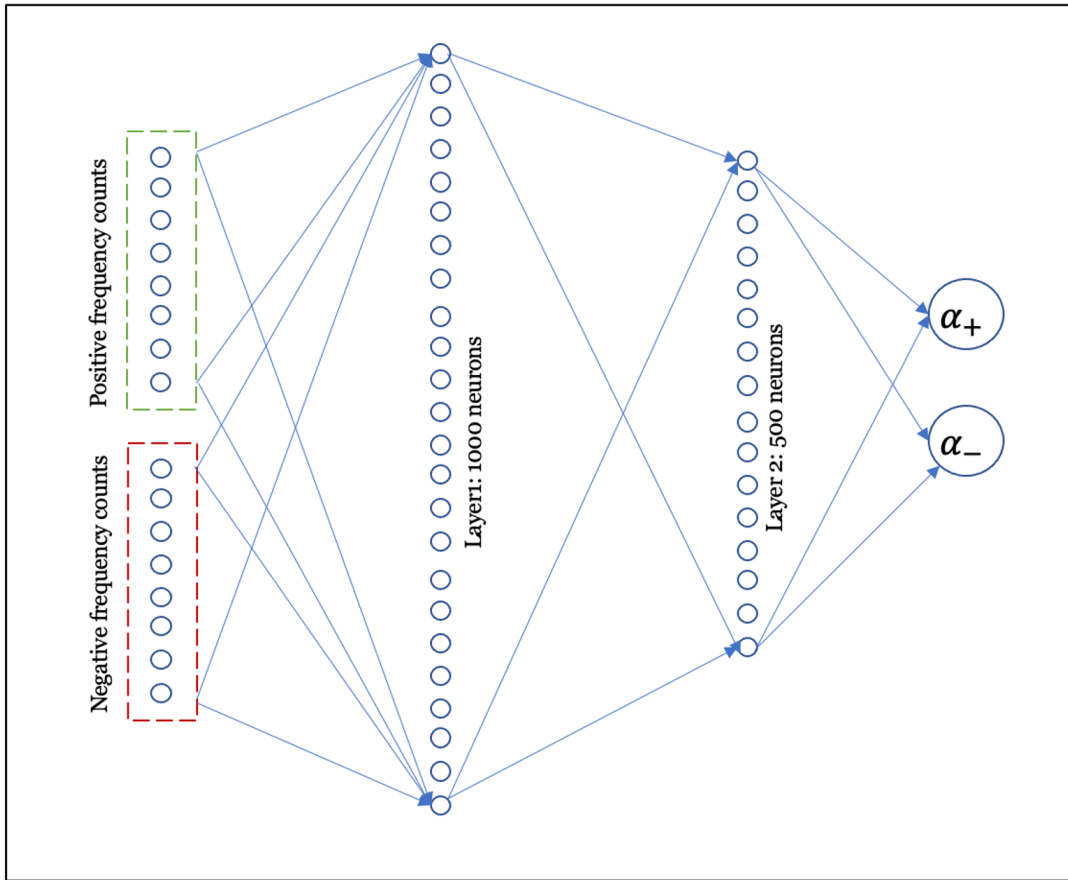 Positive frequency counts
Negative frequency counts
Layer1: 1000 neurons
Layer 2: 500 neurons
α+
α−